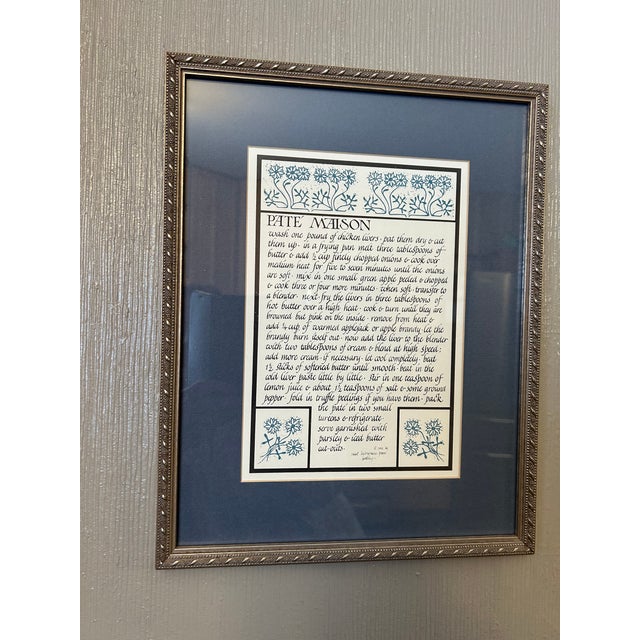 PATÉ MAISON
wash one pound of chicken livers · pat them dry & cut
them up · in a frying pan melt three tablespoons of
butter & add ½ cup finely chopped onions & cook over
medium heat for five to seven minutes until the onions
are soft · mix in one small green apple peeled & chopped
& cook three or four more minutes · when soft · transfer to
a blender · next · fry the livers in three tablespoons of
hot butter over a high heat · cook & turn until they are
browned but pink on the inside · remove from heat &
add ¼ cup of warmed applejack or apple brandy · let the
brandy burn itself out · now add the liver to the blender
with two tablespoons of cream & blend at high speed;
add more cream · if necessary · let cool completely · beat
1½ sticks of softened butter until smooth · beat in the
cold liver paste little by little · stir in one teaspoon of
lemon juice & about 1½ teaspoons of salt & some ground
pepper · fold in truffle peelings if you have them · pack
the pate in two small
tureens & refrigerate
serve garnished with
parsley & iced butter
cut-outs ·